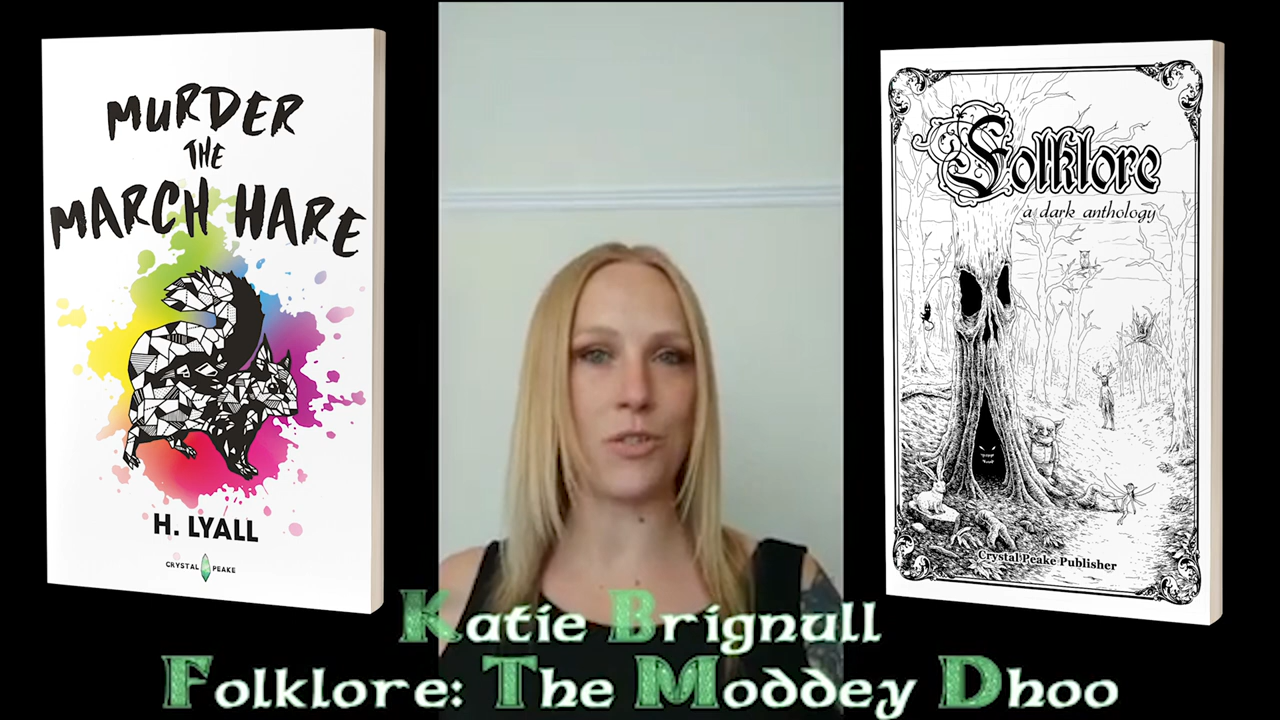 MURDER
THE
MARCH HARE
H. LYALL
CRYSTAL PEAKE
Folklore
a dark anthology
Crystal Peake Publisher
Katie Brignull
Folklore: The Moddey Dhoo